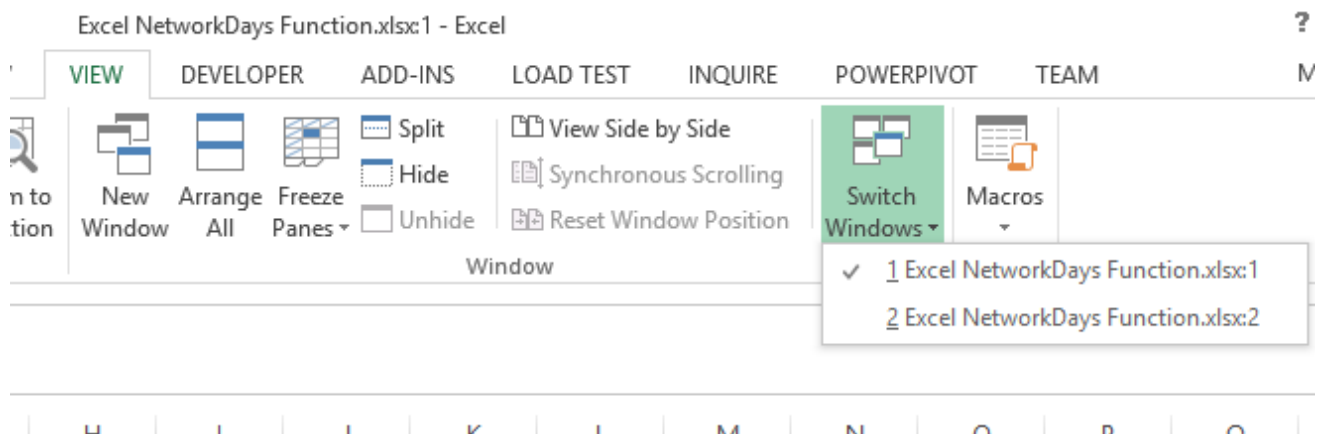 Excel NetworkDays Function.xlsx:1 - Excel
?
VIEW DEVELOPER ADD-INS LOAD TEST INQUIRE POWERPIVOT TEAM
Split View Side by Side
Hide Synchronous Scrolling
New Arrange Freeze Switch Macros
Window All Panes Unhide Reset Window Position Windows
Window
1 Excel NetworkDays Function.xlsx:1
2 Excel NetworkDays Function.xlsx:2